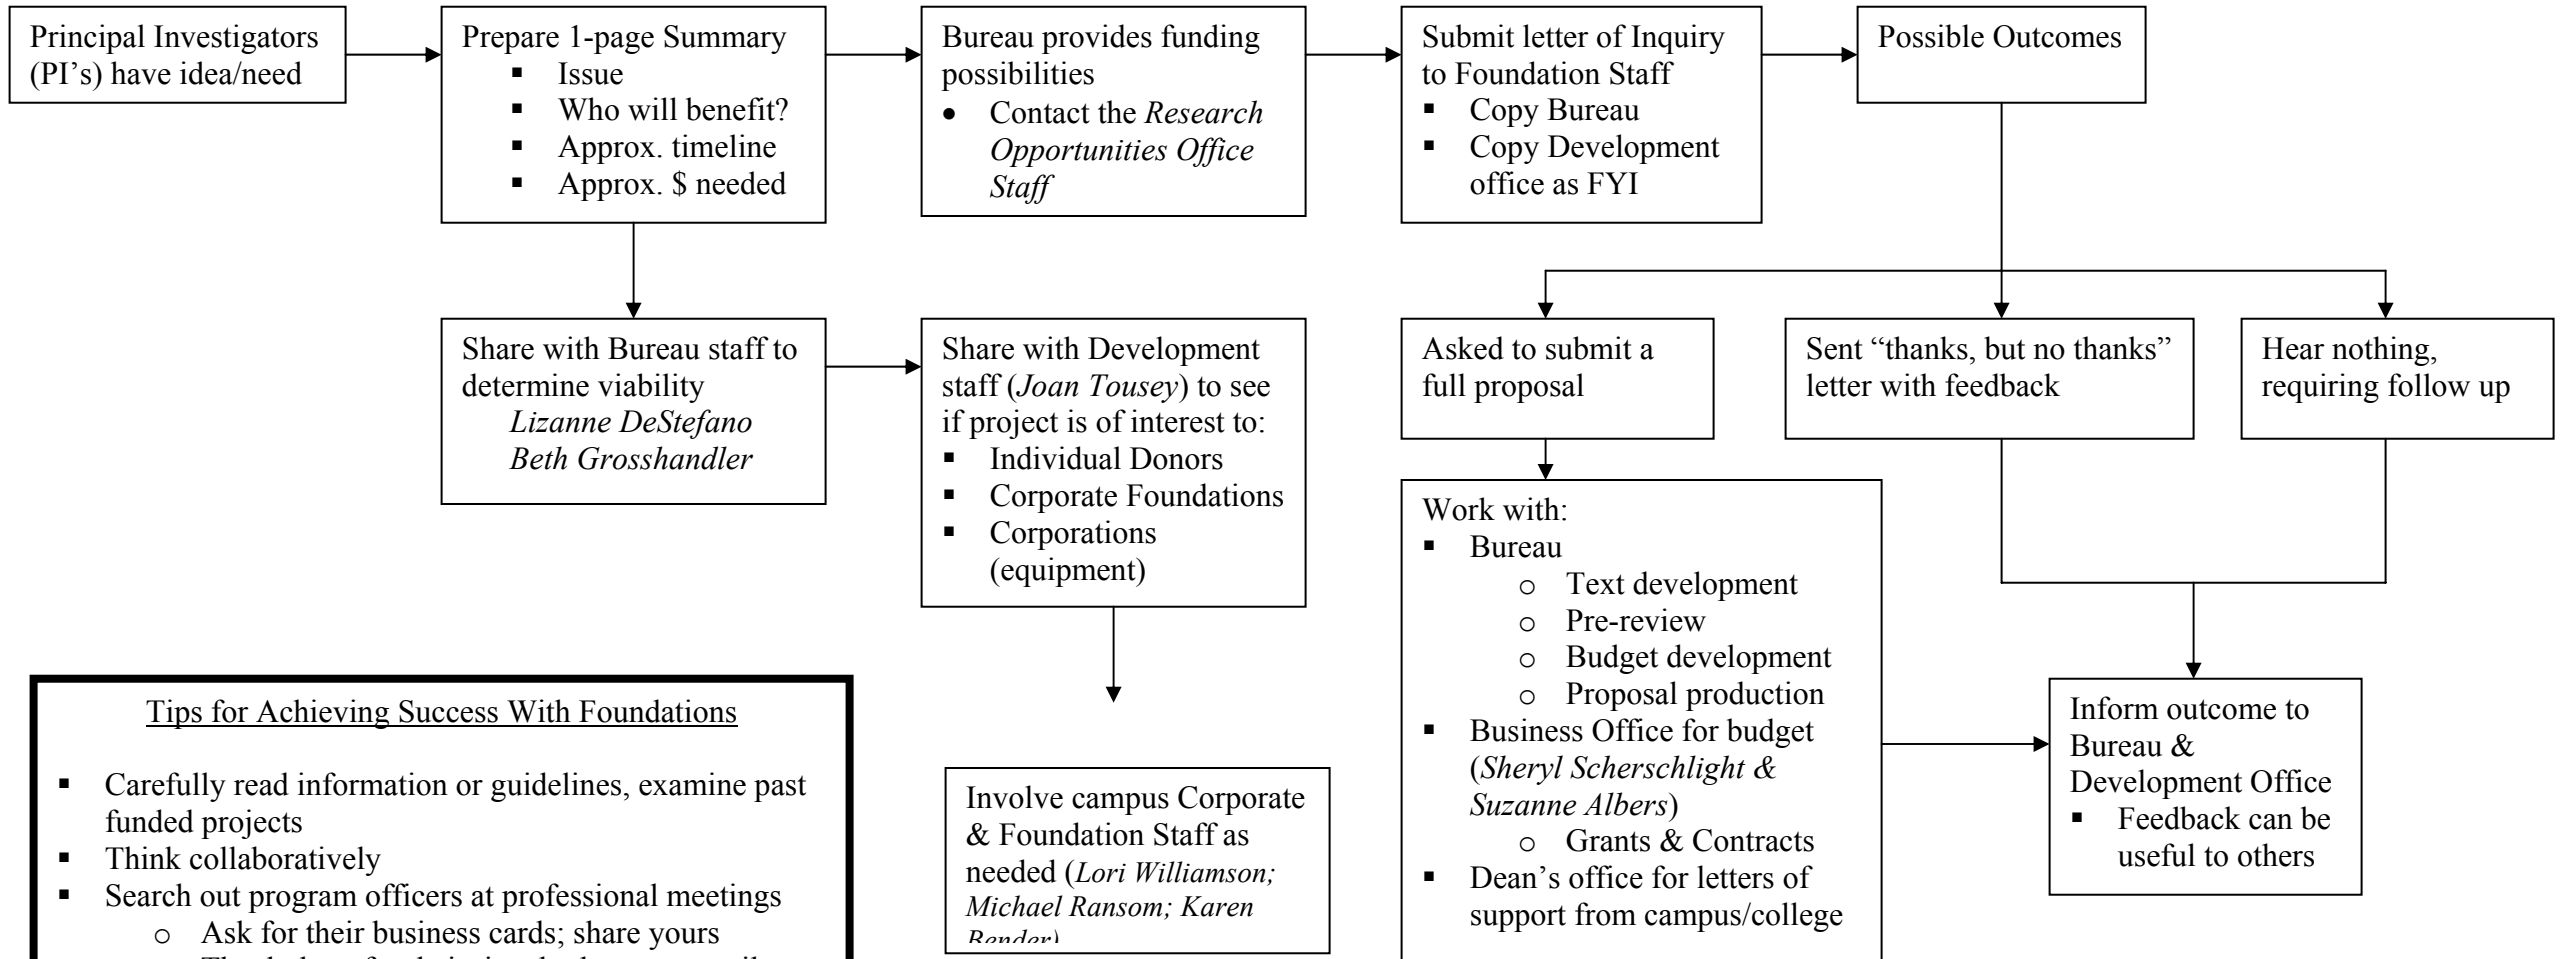 Principal Investigators
(PI’s) have idea/need
Prepare 1-page Summary
▪ Issue
▪ Who will benefit?
▪ Approx. timeline
▪ Approx. $ needed
Bureau provides funding
possibilities
• Contact the Research
Opportunities Office
Staff
Submit letter of Inquiry
to Foundation Staff
▪ Copy Bureau
▪ Copy Development
office as FYI
Possible Outcomes
Share with Bureau staff to
determine viability
Lizanne DeStefano
Beth Grosshandler
Share with Development
staff (Joan Tousey) to see
if project is of interest to:
▪ Individual Donors
▪ Corporate Foundations
▪ Corporations
(equipment)
Asked to submit a
full proposal
Sent “thanks, but no thanks”
letter with feedback
Hear nothing,
requiring follow up
Work with:
▪ Bureau
o Text development
o Pre-review
o Budget development
o Proposal production
▪ Business Office for budget
(Sheryl Scherschlight &
Suzanne Albers)
o Grants & Contracts
▪ Dean’s office for letters of
support from campus/college
Inform outcome to
Bureau &
Development Office
▪ Feedback can be
useful to others
Involve campus Corporate
& Foundation Staff as
needed (Lori Williamson;
Michael Ransom; Karen
Bender)
Tips for Achieving Success With Foundations
▪ Carefully read information or guidelines, examine past
funded projects
▪ Think collaboratively
▪ Search out program officers at professional meetings
o Ask for their business cards; share yours